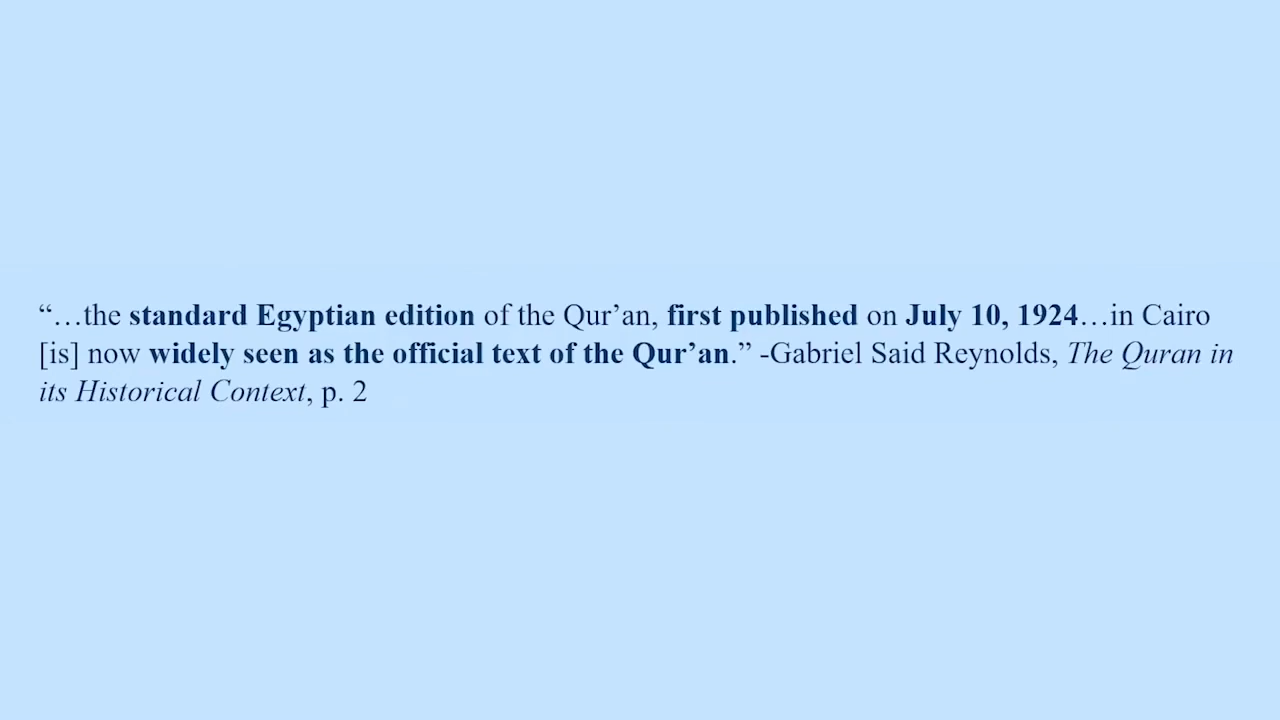 “…the standard Egyptian edition of the Qur’an, first published on July 10, 1924…in Cairo
[is] now widely seen as the official text of the Qur’an.” -Gabriel Said Reynolds, The Quran in
its Historical Context, p. 2